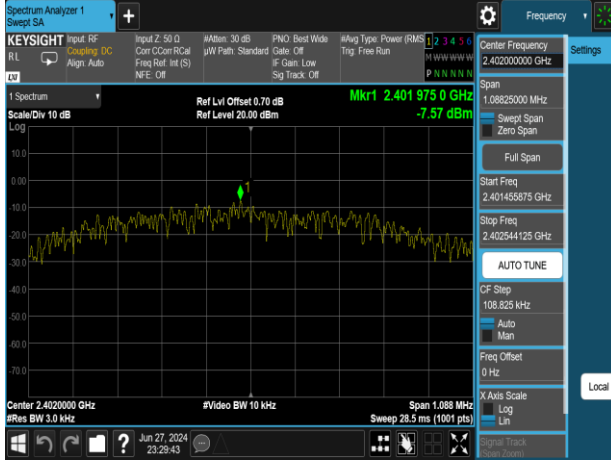 Spectrum Analyzer 1
Swept SA
+
Frequency
KEYSIGHT
RL
Input: RF
Coupling: DC
Align: Auto
Input Z: 50 Ω
Corr CCorr RCal
Freq Ref: Int (S)
NFE: Off
#Atten: 30 dB
µW Path: Standard
PNO: Best Wide
Gate: Off
IF Gain: Low
Sig Track: Off
#Avg Type: Power (RMS
Trig: Free Run
1 2 3 4 5 6
M W W W W W
P N N N N N
LXI
1 Spectrum
Scale/Div 10 dB
Log
Ref Lvl Offset 0.70 dB
Ref Level 20.00 dBm
Mkr1 2.401 975 0 GHz
-7.57 dBm
1
10.0
0.00
-10.0
-20.0
-30.0
-40.0
-50.0
-60.0
-70.0
Center 2.4020000 GHz
#Res BW 3.0 kHz
#Video BW 10 kHz
Span 1.088 MHz
Sweep 28.5 ms (1001 pts)
Jun 27, 2024
23:29:43
Center Frequency
2.402000000 GHz
Settings
Span
1.08825000 MHz
Swept Span
Zero Span
Full Span
Start Freq
2.401455875 GHz
Stop Freq
2.402544125 GHz
AUTO TUNE
CF Step
108.825 kHz
Auto
Man
Freq Offset
0 Hz
Local
X Axis Scale
Log
Lin
Signal Track
(Span Zoom)